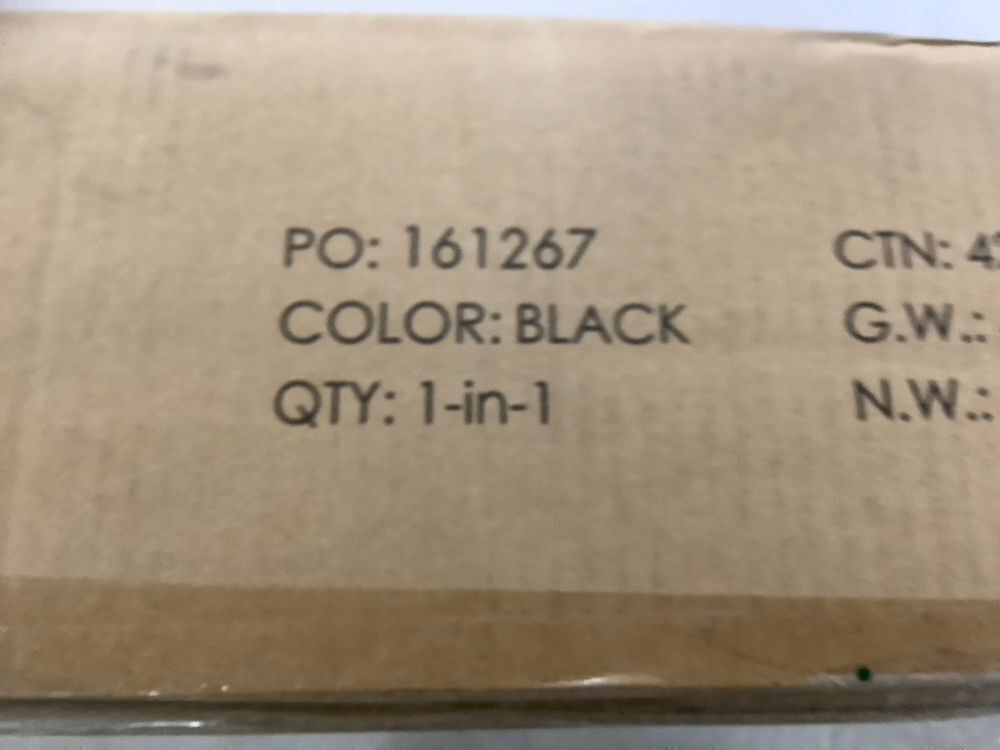 PO: 161267
COLOR: BLACK
QTY: 1-in-1
CTN:
G.W.:
N.W.: